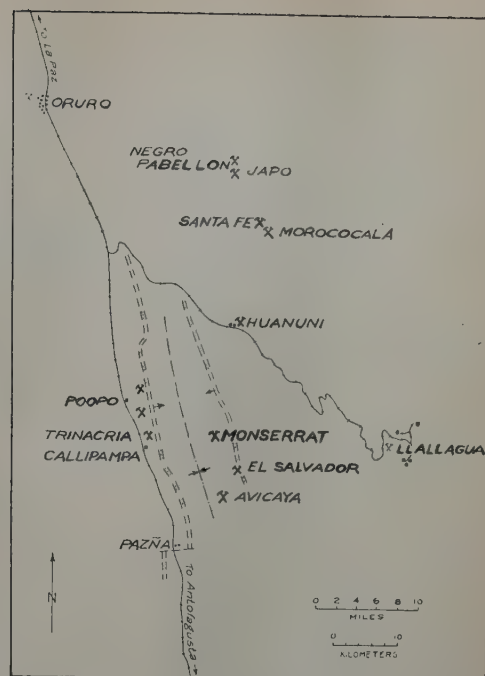 To La Paz
ORURO
NEGRO
PABELLON
JAPO
SANTA FE
MOROCOCALA
HUANUNI
POOPO
TRINACRIA
CALLIPAMPA
MONSERRAT
LLALLAGUA
EL SALVADOR
AVICAYA
PAZÑA
To Antofagusta
N
0 2 4 6 8 10
MILES
0 10
KILOMETERS